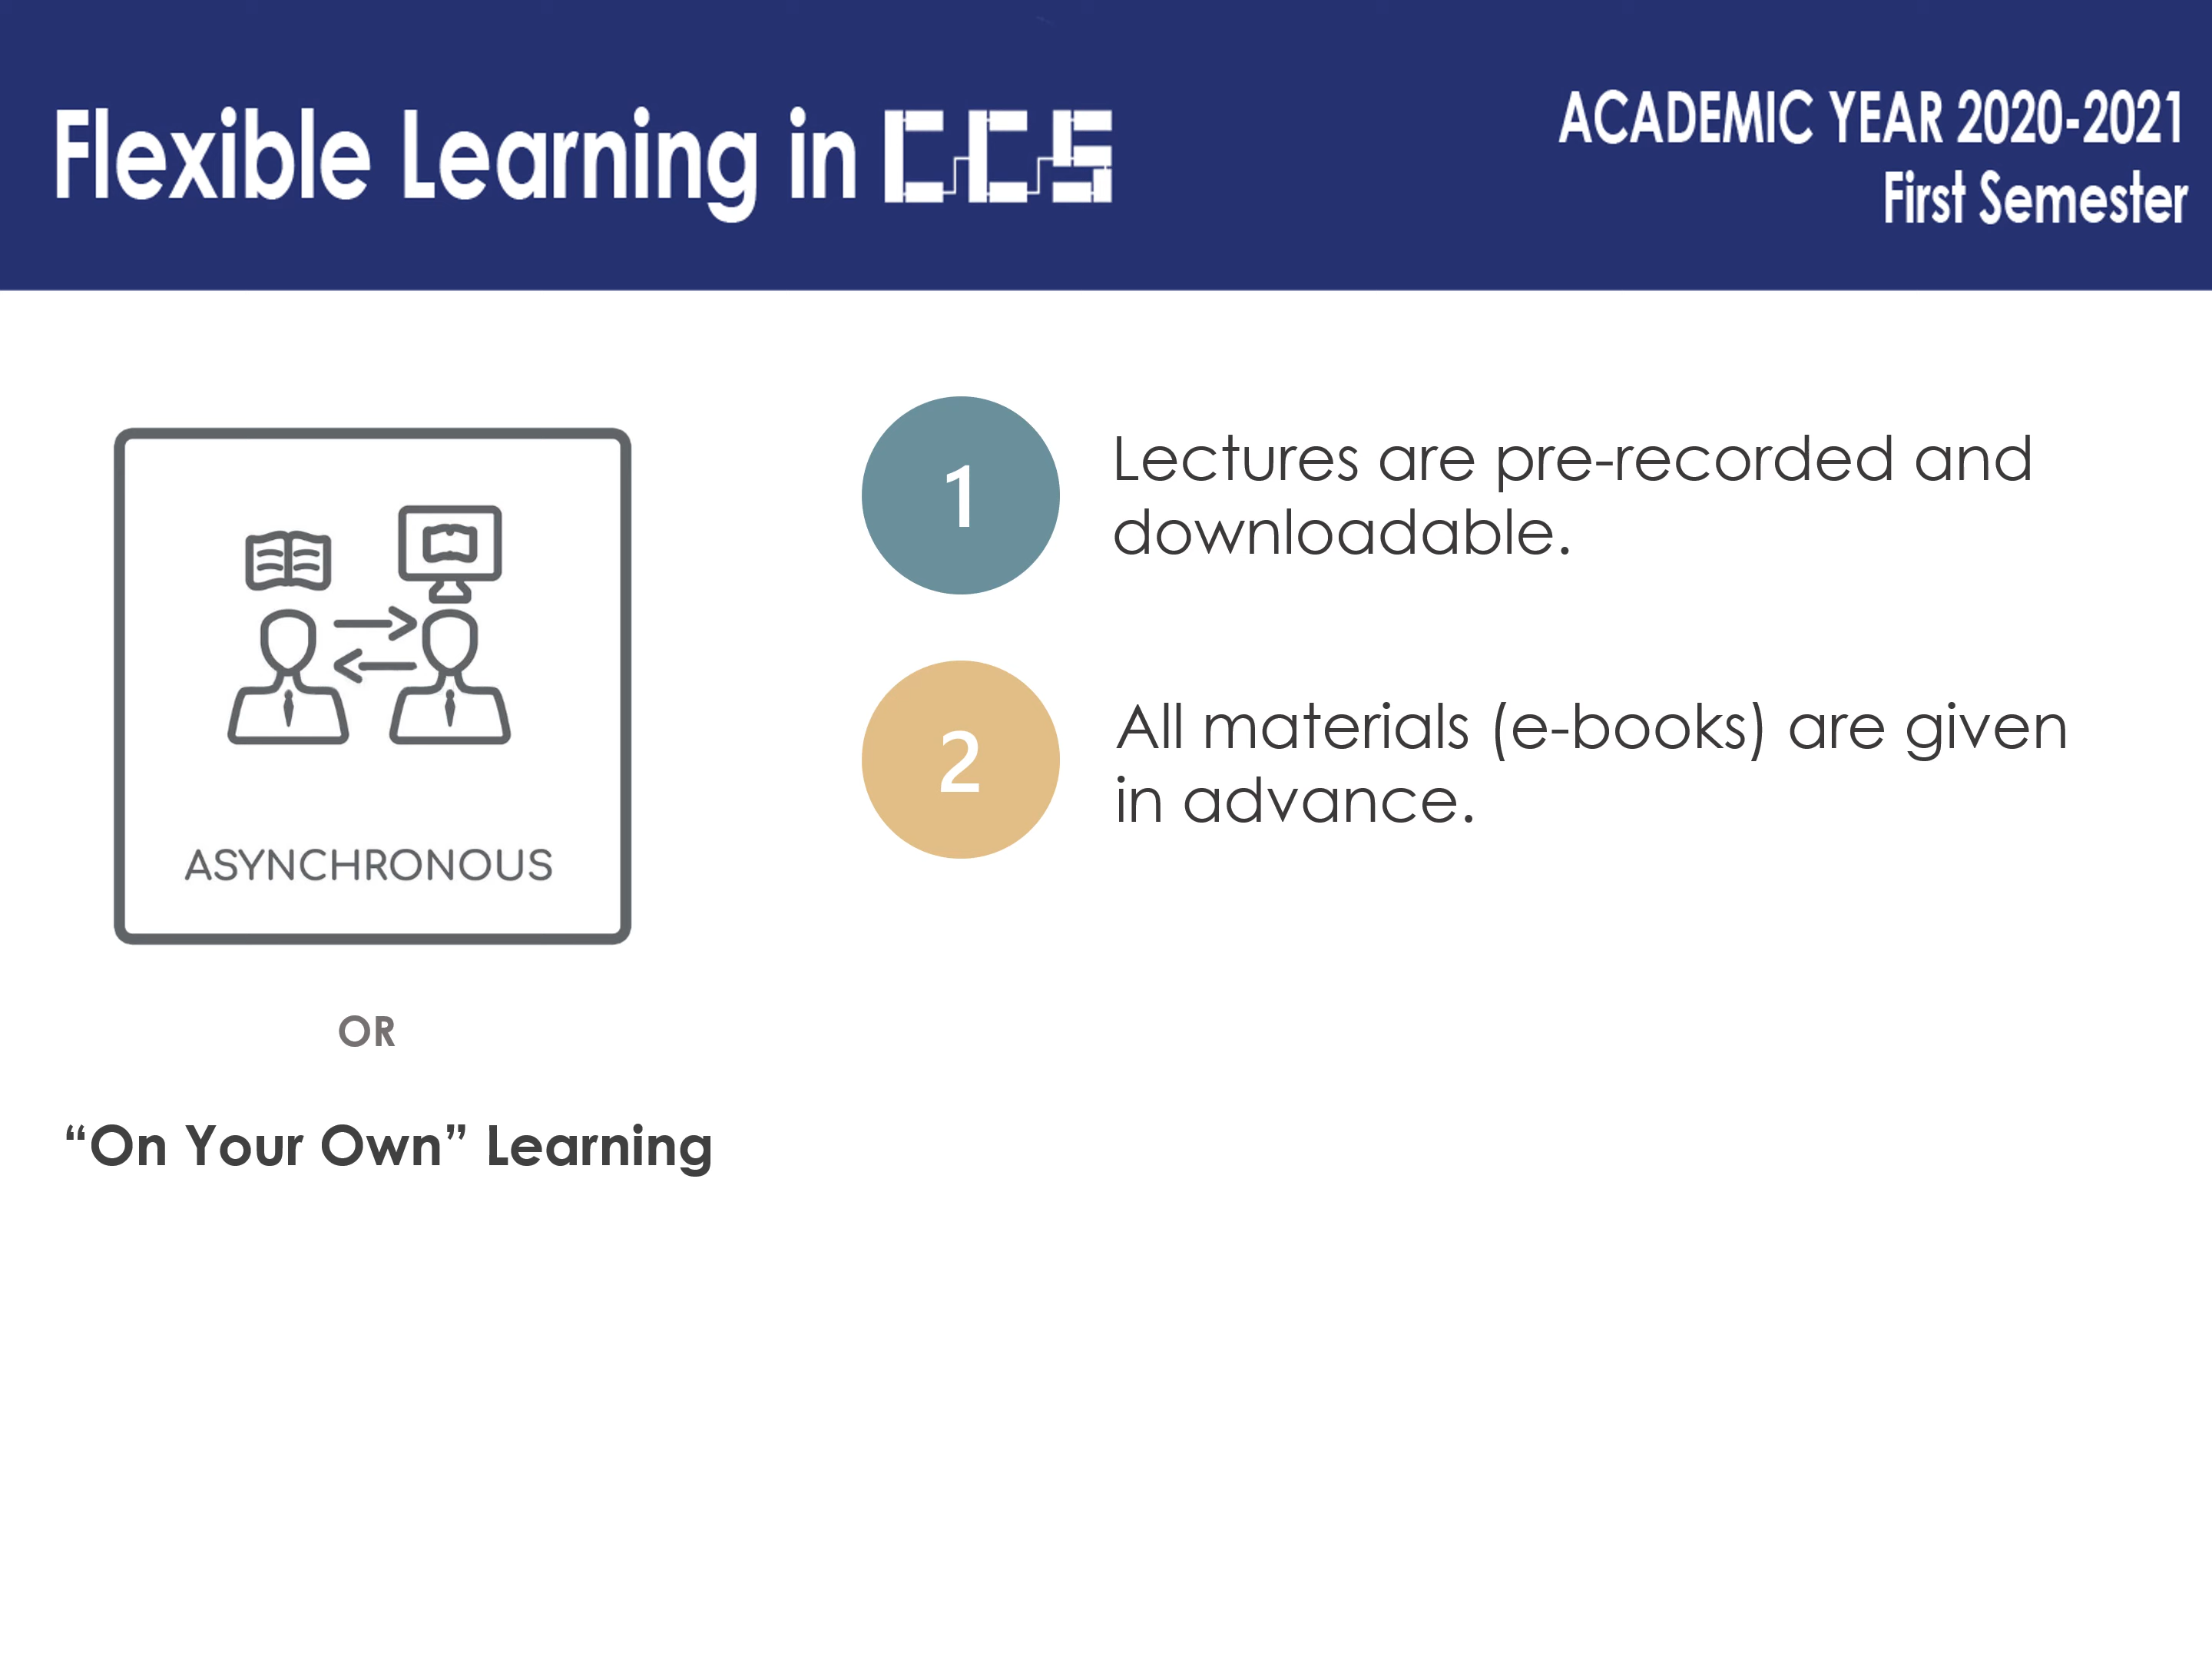 Flexible Learning in CCS
ACADEMIC YEAR 2020-2021
First Semester
ASYNCHRONOUS
OR
“On Your Own” Learning
1
Lectures are pre-recorded and
downloadable.
2
All materials (e-books) are given
in advance.